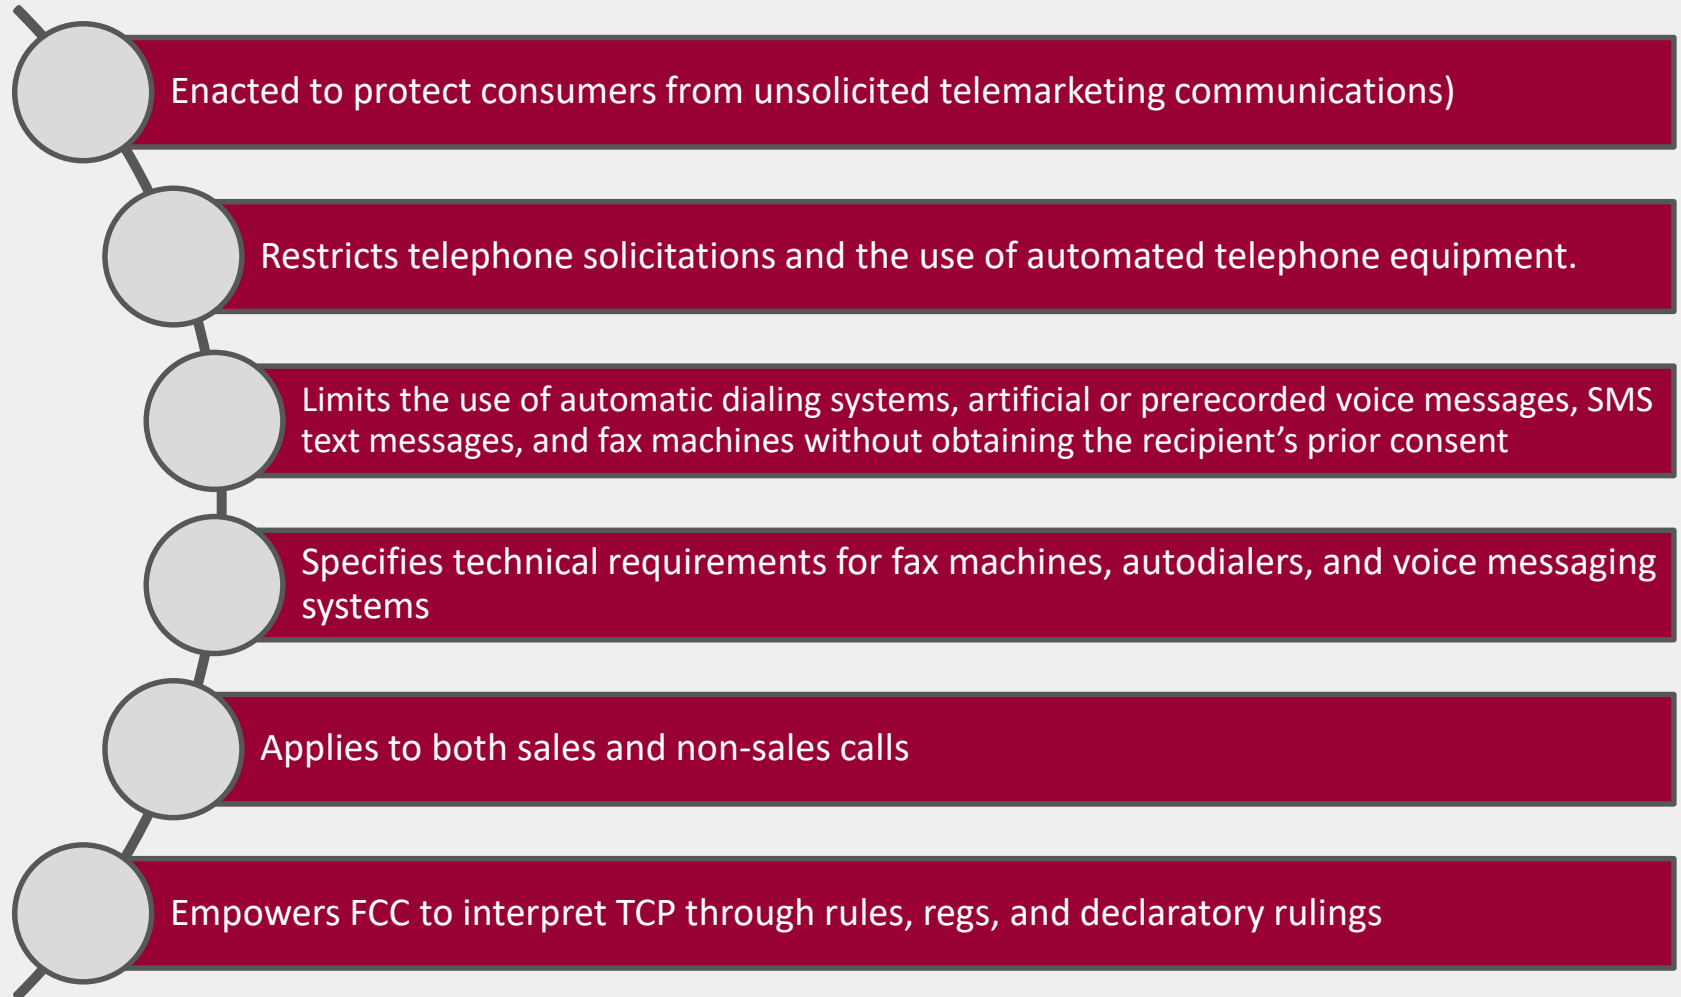 Enacted to protect consumers from unsolicited telemarketing communications)
Restricts telephone solicitations and the use of automated telephone equipment.
Limits the use of automatic dialing systems, artificial or prerecorded voice messages, SMS
text messages, and fax machines without obtaining the recipient’s prior consent
Specifies technical requirements for fax machines, autodialers, and voice messaging
systems
Applies to both sales and non-sales calls
Empowers FCC to interpret TCP through rules, regs, and declaratory rulings